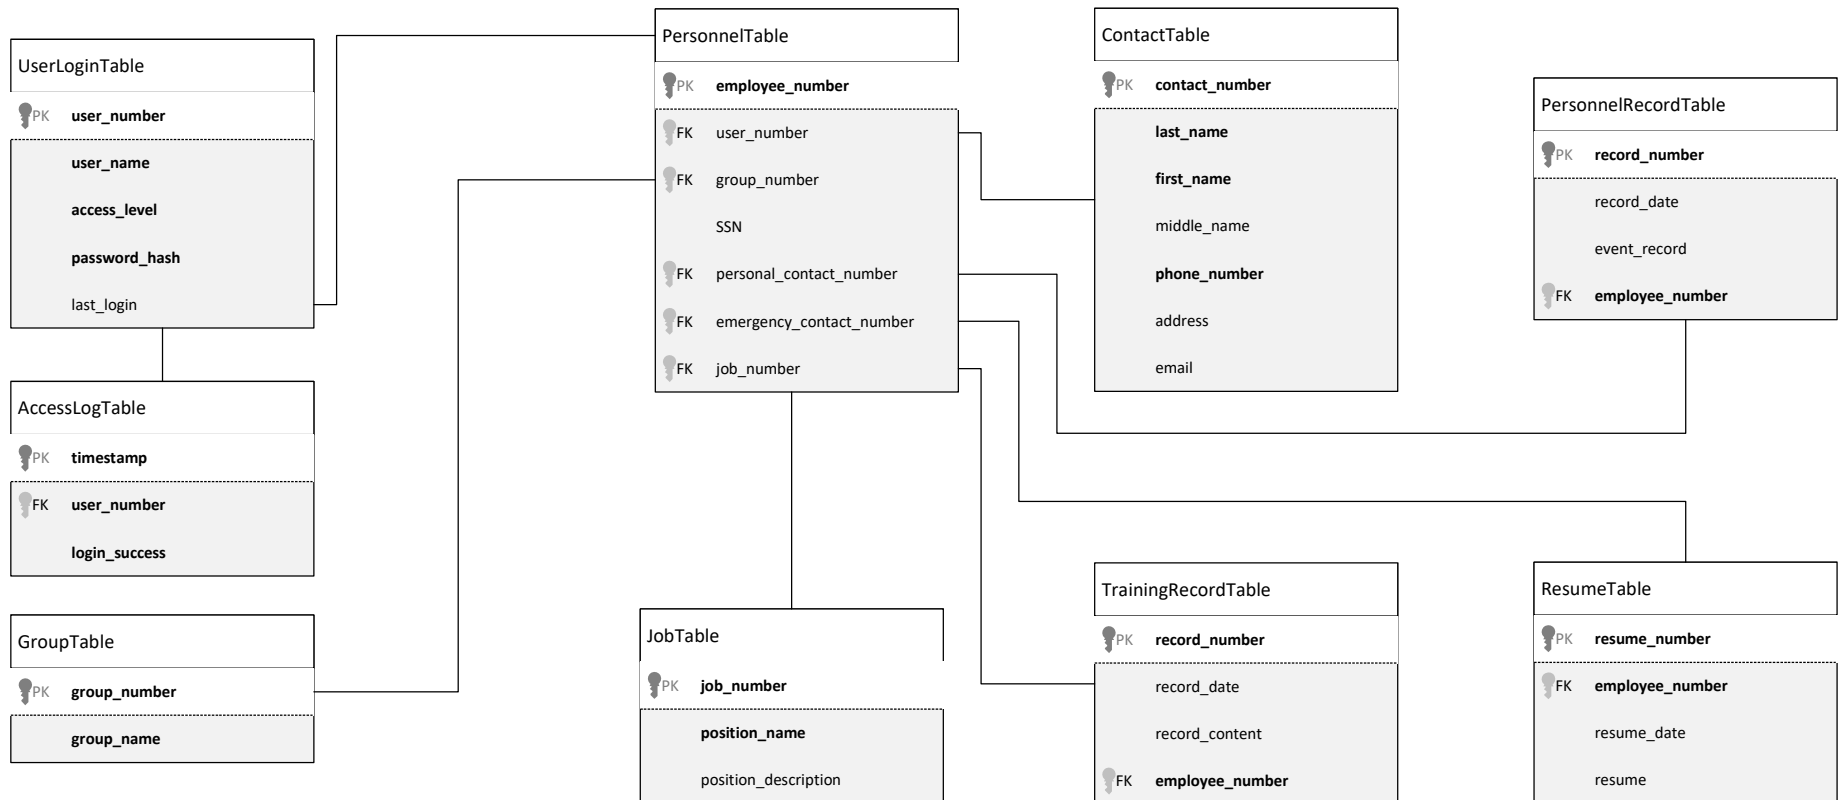 UserLoginTable
PK user_number
user_name
access_level
password_hash
last_login
AccessLogTable
PK timestamp
FK user_number
login_success
GroupTable
PK group_number
group_name
PersonnelTable
PK employee_number
FK user_number
FK group_number
SSN
FK personal_contact_number
FK emergency_contact_number
FK job_number
JobTable
PK job_number
position_name
position_description
ContactTable
PK contact_number
last_name
first_name
middle_name
phone_number
address
email
TrainingRecordTable
PK record_number
record_date
record_content
FK employee_number
PersonnelRecordTable
PK record_number
record_date
event_record
FK employee_number
ResumeTable
PK resume_number
FK employee_number
resume_date
resume